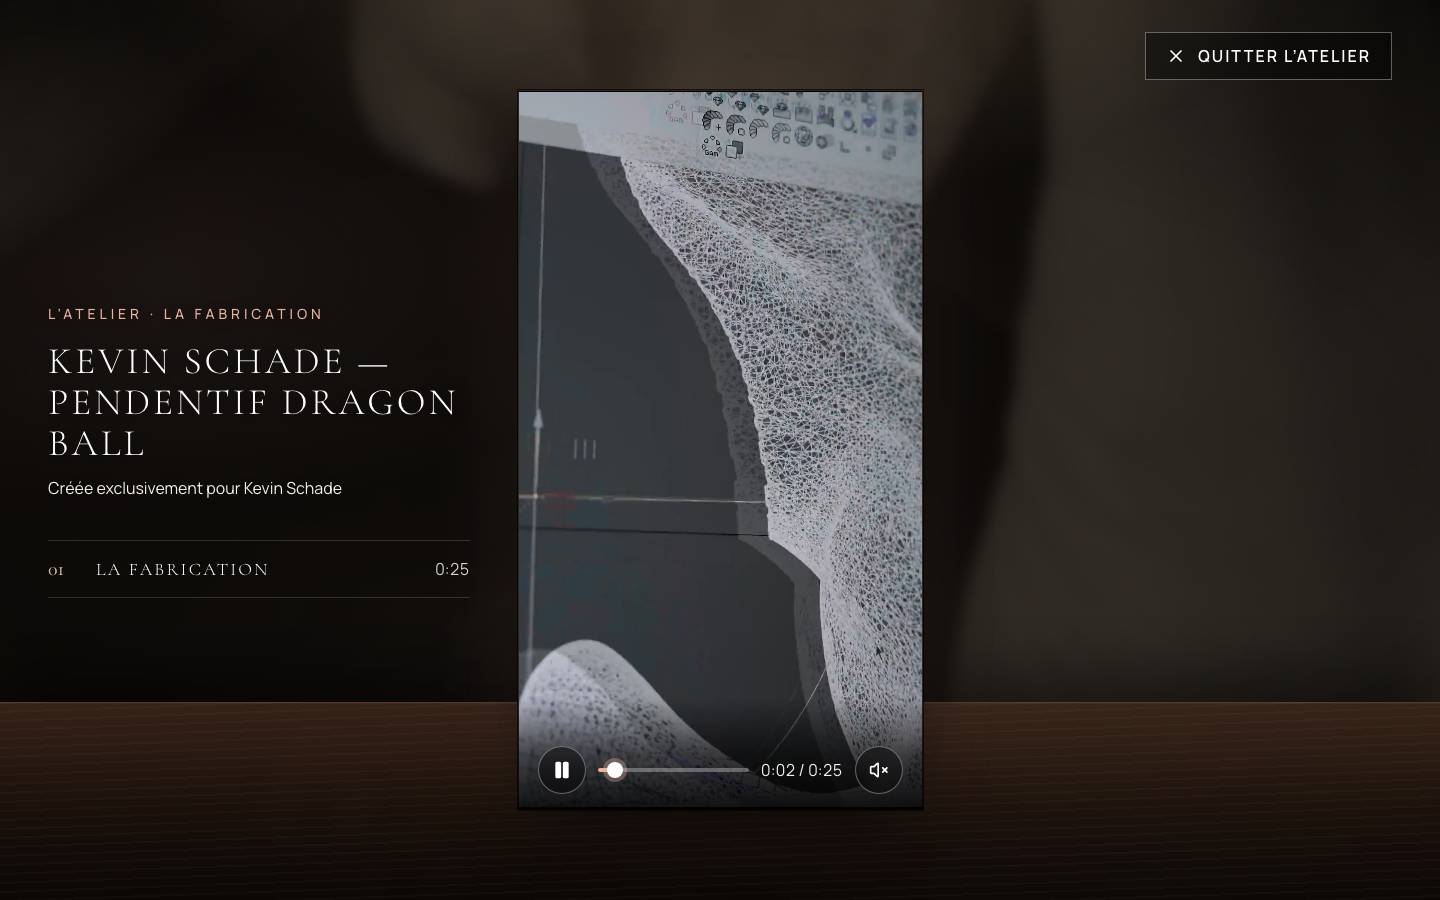 QUITTER L’ATELIER
L’ATELIER · LA FABRICATION
KEVIN SCHADE —
PENDENTIF DRAGON
BALL
Créée exclusivement pour Kevin Schade
01 LA FABRICATION 0:25
0:02 / 0:25